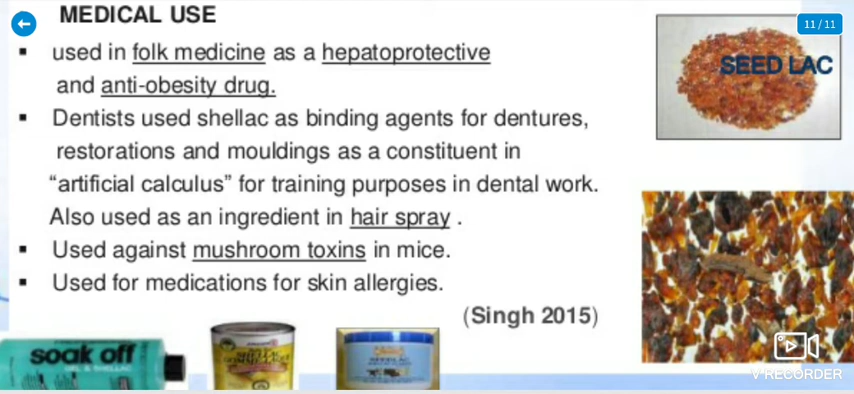 MEDICAL USE
11/11
▪ used in folk medicine as a hepatoprotective
and anti-obesity drug.
SEED LAC
▪ Dentists used shellac as binding agents for dentures,
restorations and mouldings as a constituent in
“artificial calculus” for training purposes in dental work.
Also used as an ingredient in hair spray .
▪ Used against mushroom toxins in mice.
▪ Used for medications for skin allergies.
(Singh 2015)
soak off
GEL & SHELLAC
SHELLAC
V RECORDER